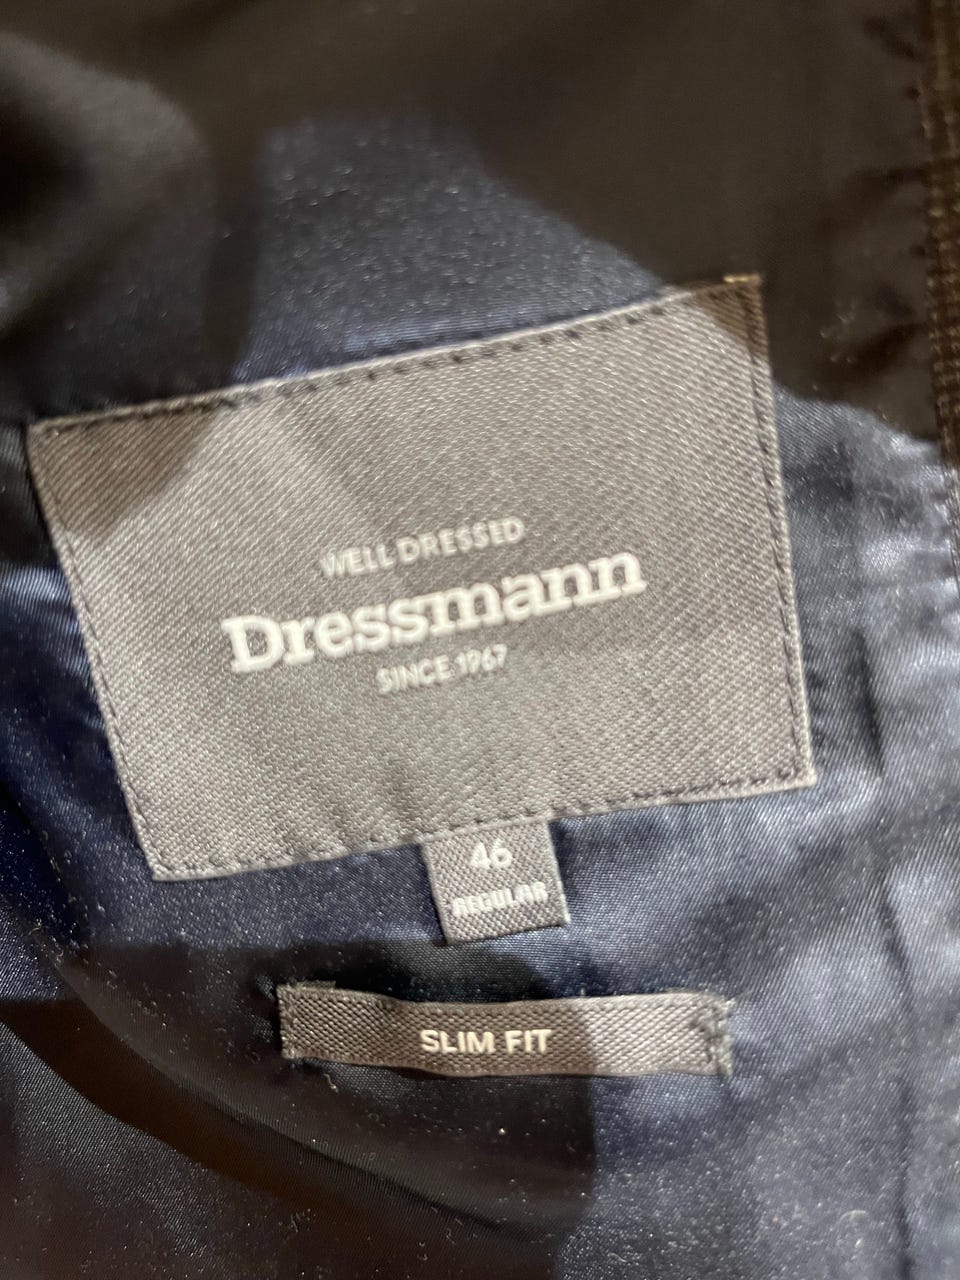 WELL DRESSED
Dressmann
SINCE 1967
46
REGULAR
SLIM FIT